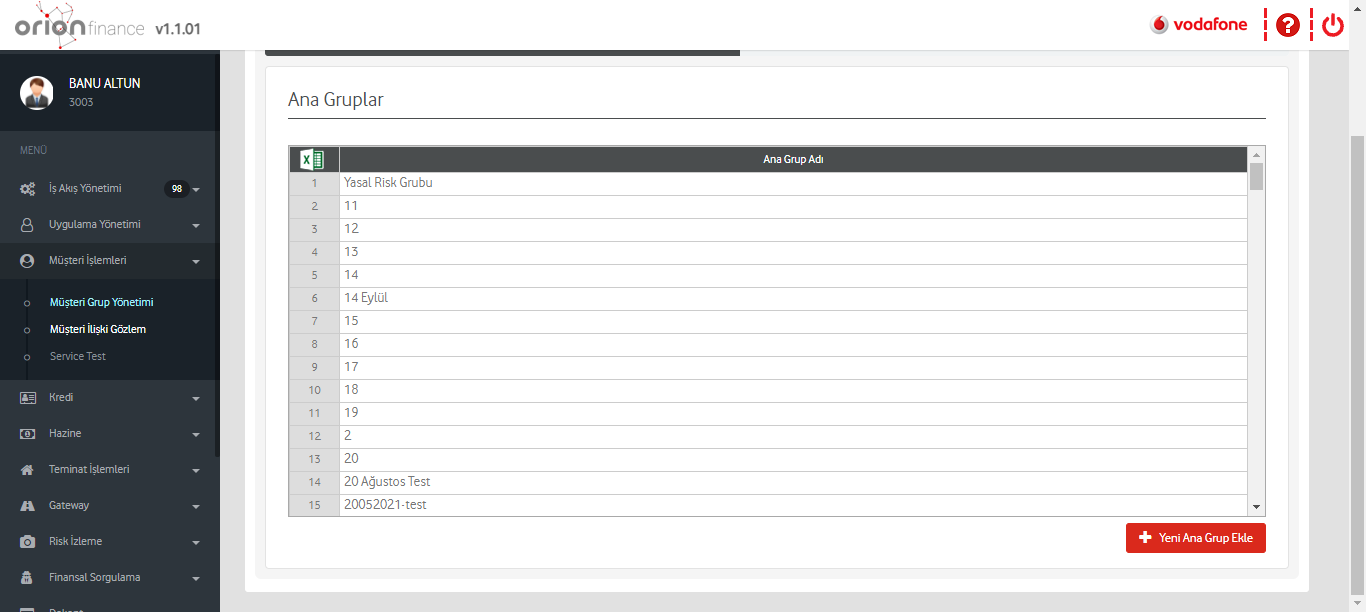 orionfinance v1.1.01
vodafone
?
BANU ALTUN
3003
MENÜ
İş Akış Yönetimi 98
Uygulama Yönetimi
Müşteri İşlemleri
Müşteri Grup Yönetimi
Müşteri İlişki Gözlem
Service Test
Kredi
Hazine
Teminat İşlemleri
Gateway
Risk İzleme
Finansal Sorgulama
Ana Gruplar
Ana Grup Adı
1 Yasal Risk Grubu
2 11
3 12
4 13
5 14
6 14 Eylül
7 15
8 16
9 17
10 18
11 19
12 2
13 20
14 20 Ağustos Test
15 20052021-test
Yeni Ana Grup Ekle